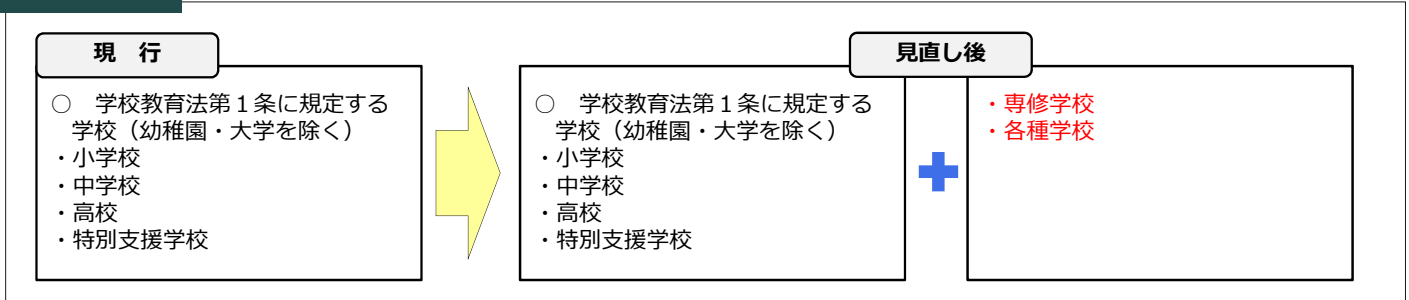 現　行
○　学校教育法第１条に規定する
学校（幼稚園・大学を除く）
・小学校
・中学校
・高校
・特別支援学校
見直し後
○　学校教育法第１条に規定する
学校（幼稚園・大学を除く）
・小学校
・中学校
・高校
・特別支援学校
・専修学校
・各種学校